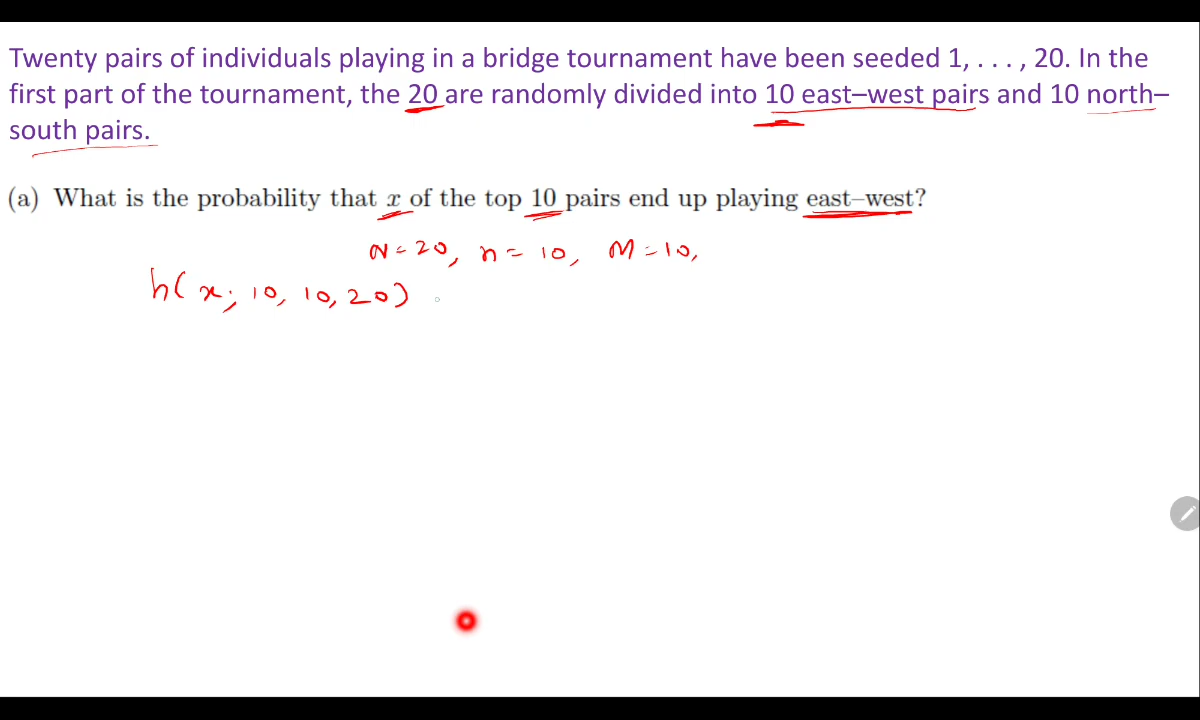 Twenty pairs of individuals playing in a bridge tournament have been seeded 1, . . . , 20. In the
first part of the tournament, the 20 are randomly divided into 10 east–west pairs and 10 north–
south pairs.
(a) What is the probability that x of the top 10 pairs end up playing east–west?
N = 20, n = 10, M = 10,
h( x; 10, 10, 20)